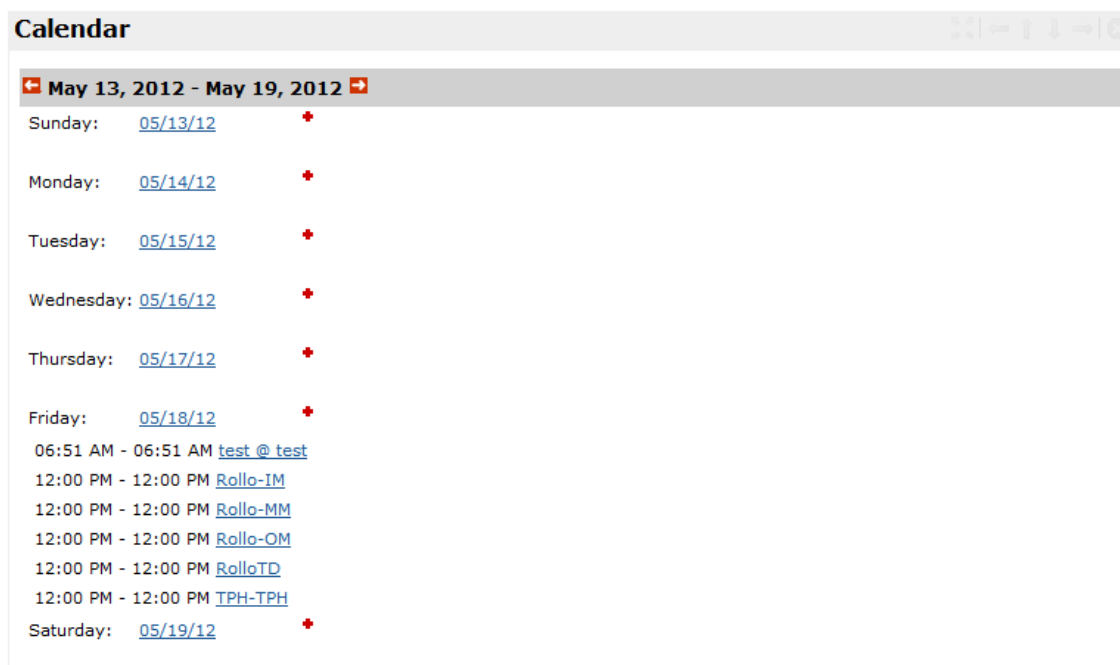 Calendar
May 13, 2012 - May 19, 2012
Sunday: 05/13/12
Monday: 05/14/12
Tuesday: 05/15/12
Wednesday: 05/16/12
Thursday: 05/17/12
Friday: 05/18/12
06:51 AM - 06:51 AM test @ test
12:00 PM - 12:00 PM Rollo-IM
12:00 PM - 12:00 PM Rollo-MM
12:00 PM - 12:00 PM Rollo-OM
12:00 PM - 12:00 PM RolloTD
12:00 PM - 12:00 PM TPH-TPH
Saturday: 05/19/12